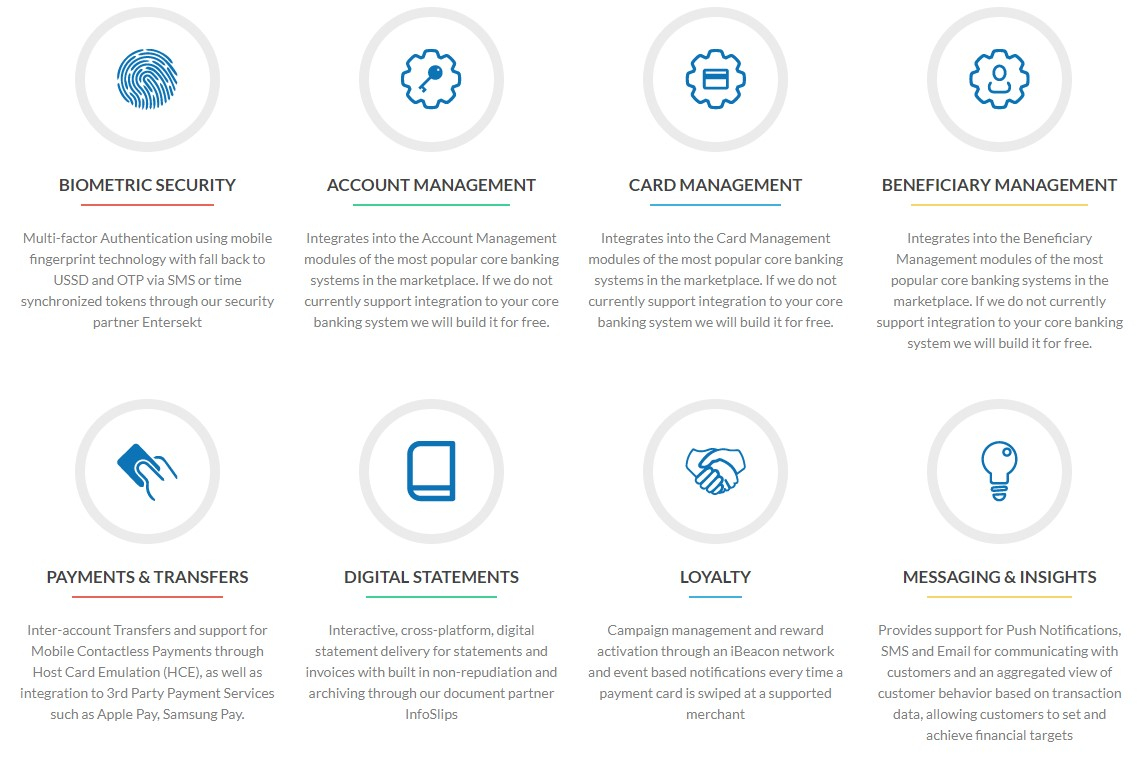 BIOMETRIC SECURITY
Multi-factor Authentication using mobile
fingerprint technology with fall back to
USSD and OTP via SMS or time
synchronized tokens through our security
partner Entersekt
ACCOUNT MANAGEMENT
Integrates into the Account Management
modules of the most popular core banking
systems in the marketplace. If we do not
currently support integration to your core
banking system we will build it for free.
CARD MANAGEMENT
Integrates into the Card Management
modules of the most popular core banking
systems in the marketplace. If we do not
currently support integration to your core
banking system we will build it for free.
BENEFICIARY MANAGEMENT
Integrates into the Beneficiary
Management modules of the most
popular core banking systems in the
marketplace. If we do not currently
support integration to your core banking
system we will build it for free.
PAYMENTS & TRANSFERS
Inter-account Transfers and support for
Mobile Contactless Payments through
Host Card Emulation (HCE), as well as
integration to 3rd Party Payment Services
such as Apple Pay, Samsung Pay.
DIGITAL STATEMENTS
Interactive, cross-platform, digital
statement delivery for statements and
invoices with built in non-repudiation and
archiving through our document partner
InfoSlips
LOYALTY
Campaign management and reward
activation through an iBeacon network
and event based notifications every time a
payment card is swiped at a supported
merchant
MESSAGING & INSIGHTS
Provides support for Push Notifications,
SMS and Email for communicating with
customers and an aggregated view of
customer behavior based on transaction
data, allowing customers to set and
achieve financial targets